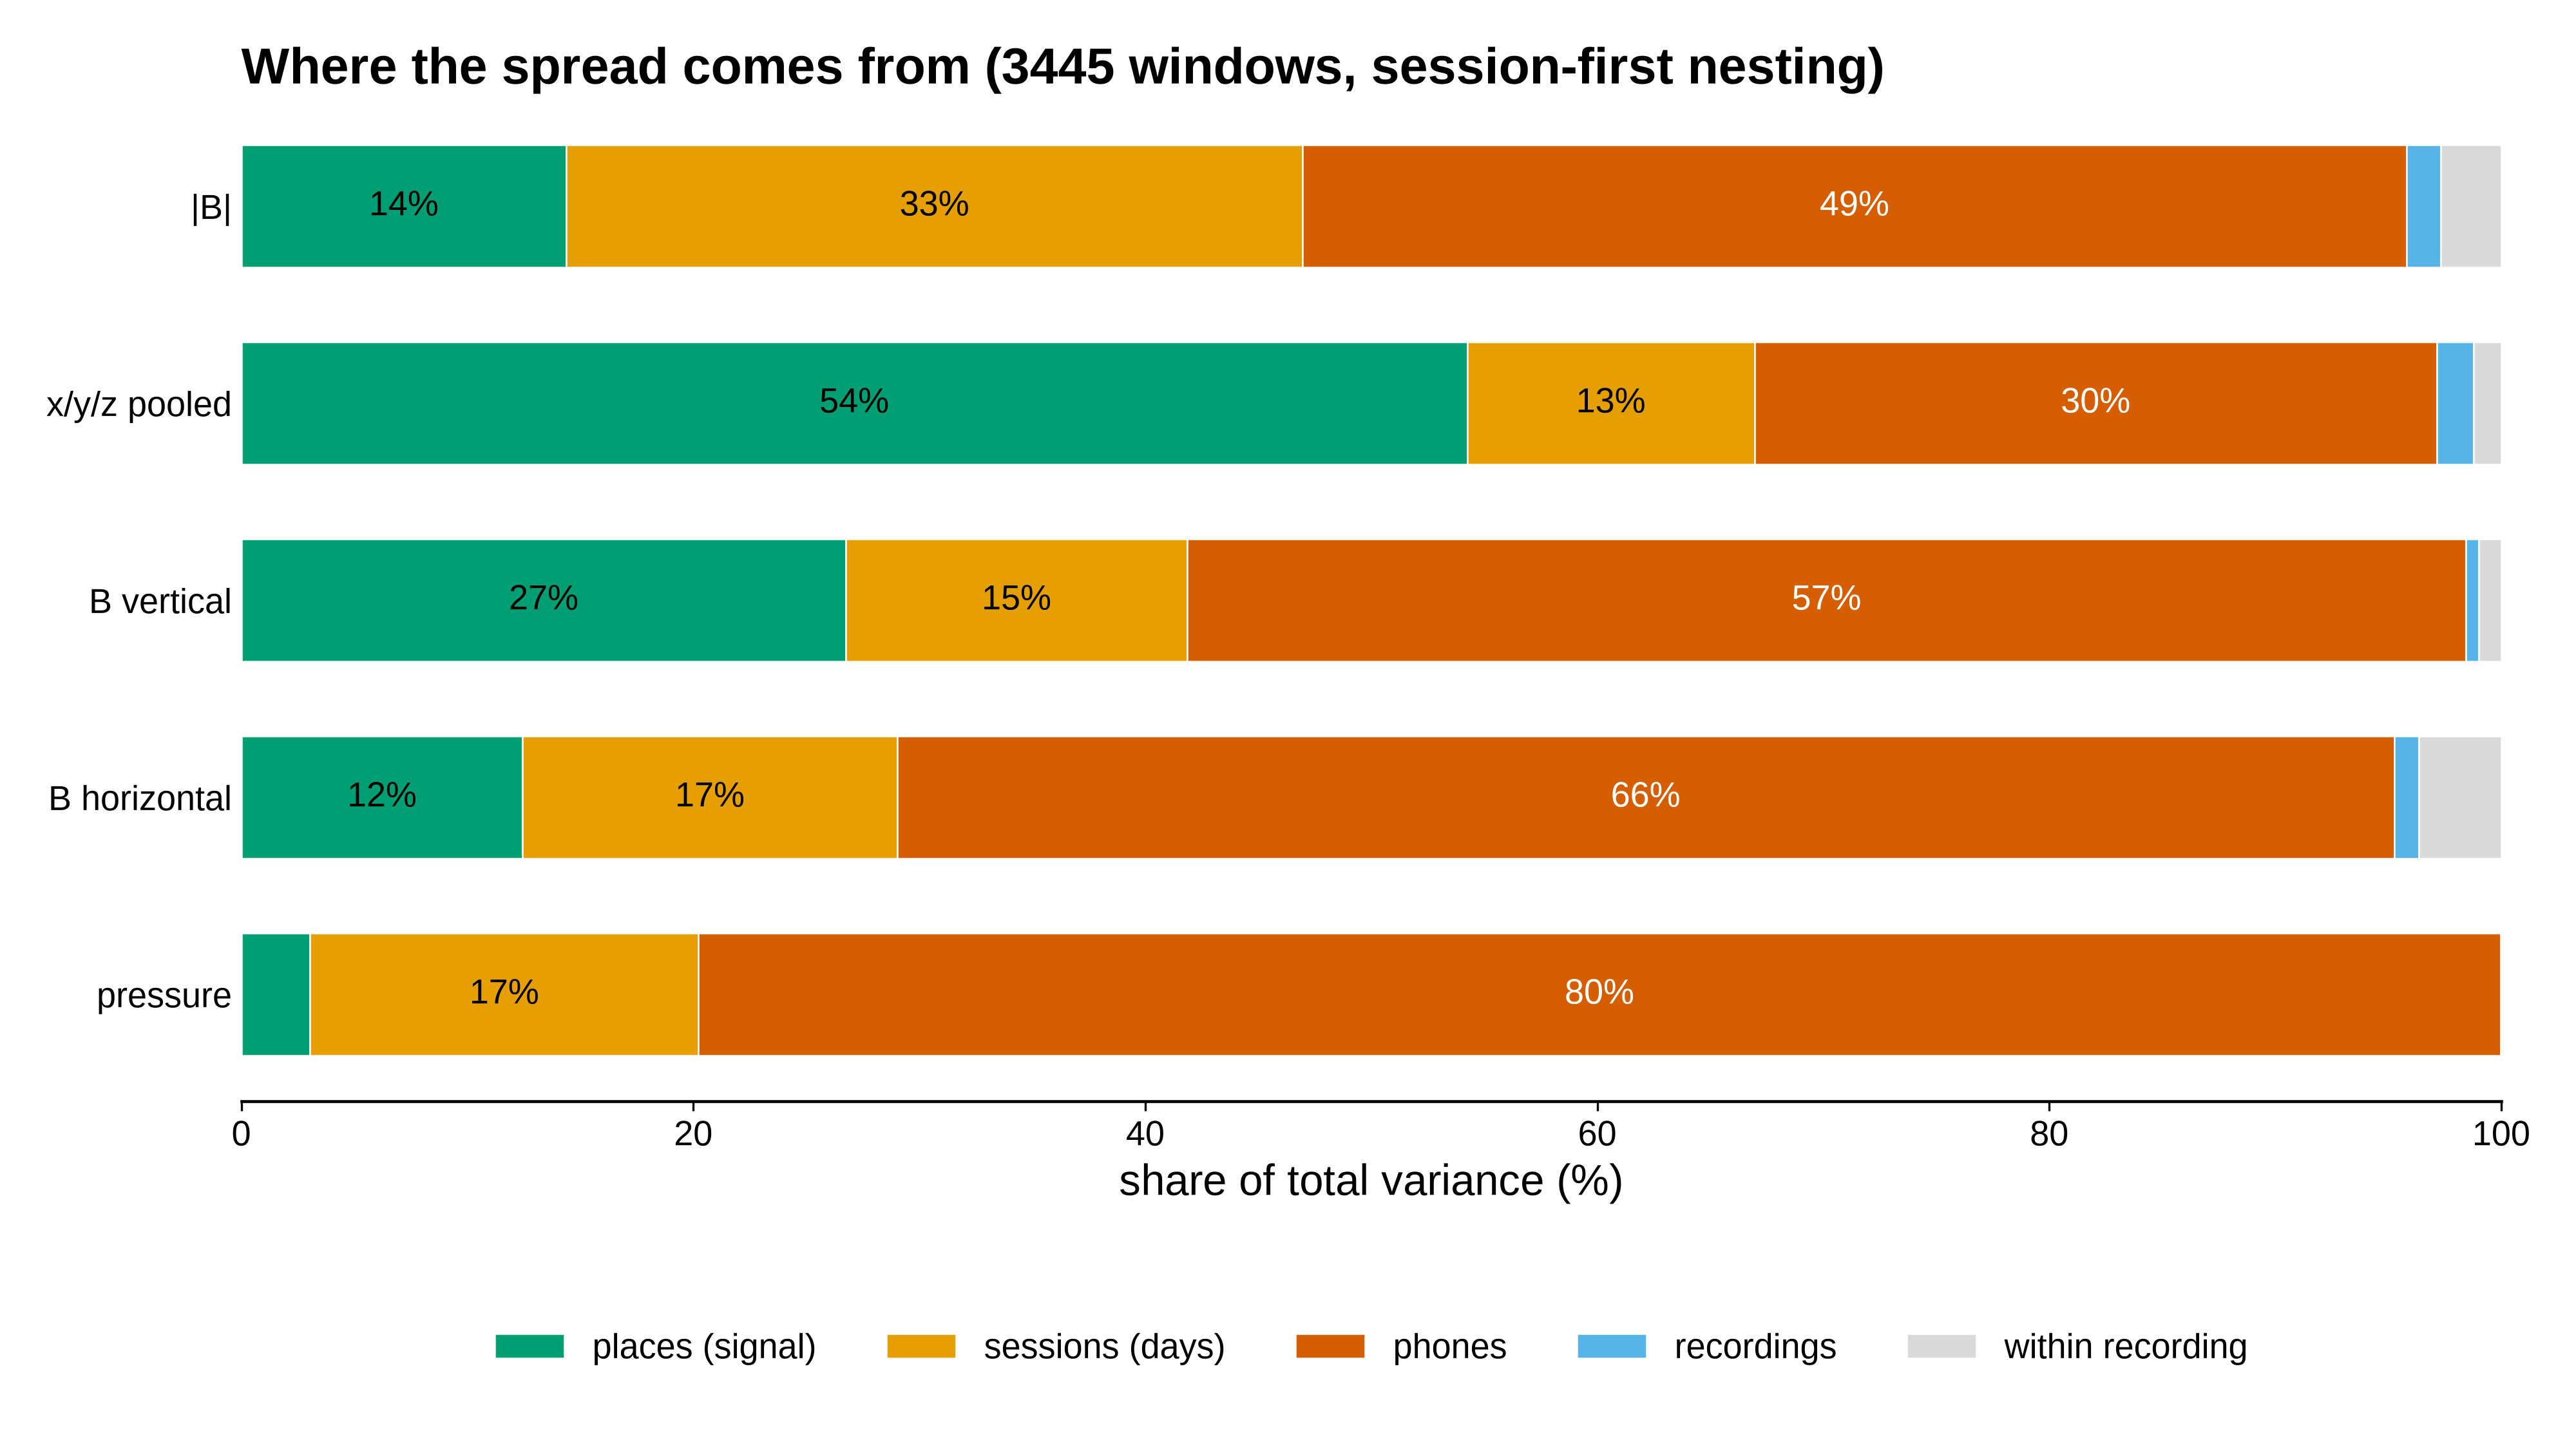 Where the spread comes from (3445 windows, session-first nesting)
|B| 14% 33% 49%
x/y/z pooled 54% 13% 30%
B vertical 27% 15% 57%
B horizontal 12% 17% 66%
pressure 17% 80%
0 20 40 60 80 100
share of total variance (%)
places (signal) sessions (days) phones recordings within recording